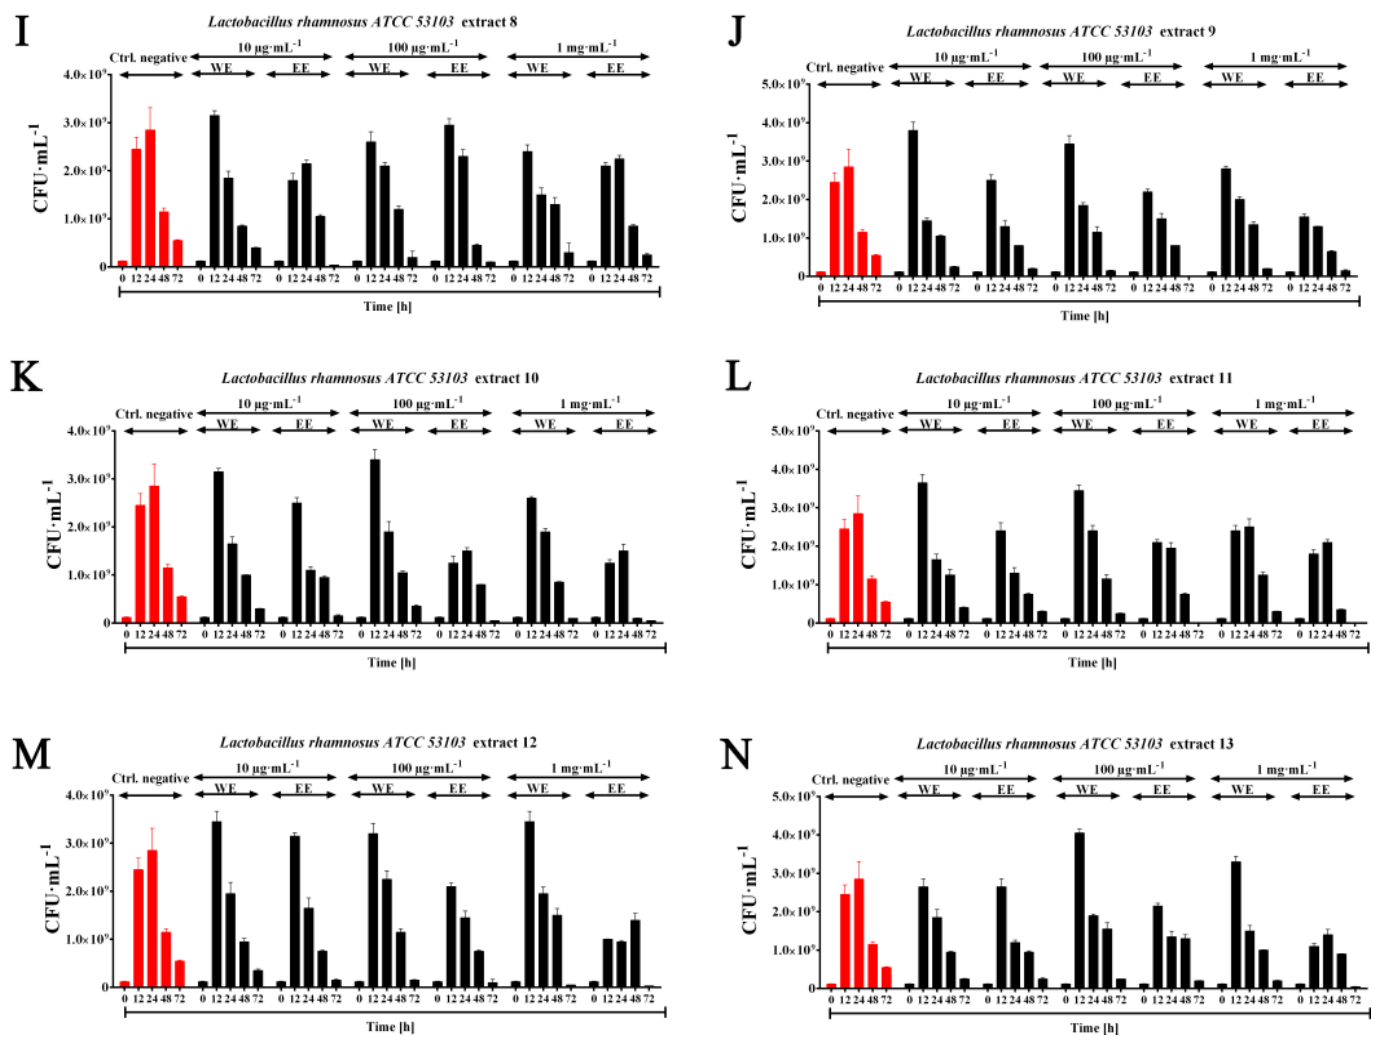 I
Lactobacillus rhamnosus ATCC 53103 extract 8
10 µg·mL⁻¹ 100 µg·mL⁻¹ 1 mg·mL⁻¹
Ctrl. negative
WE EE WE EE WE EE
4.0×10⁹
3.0×10⁹
2.0×10⁹
1.0×10⁹
0
CFU·mL⁻¹
0 12 24 48 72 0 12 24 48 72 0 12 24 48 72 0 12 24 48 72 0 12 24 48 72 0 12 24 48 72 0 12 24 48 72
Time [h]
J
Lactobacillus rhamnosus ATCC 53103 extract 9
10 µg·mL⁻¹ 100 µg·mL⁻¹ 1 mg·mL⁻¹
Ctrl. negative
WE EE WE EE WE EE
5.0×10⁹
4.0×10⁹
3.0×10⁹
2.0×10⁹
1.0×10⁹
0
CFU·mL⁻¹
0 12 24 48 72 0 12 24 48 72 0 12 24 48 72 0 12 24 48 72 0 12 24 48 72 0 12 24 48 72 0 12 24 48 72
Time [h]
K
Lactobacillus rhamnosus ATCC 53103 extract 10
10 µg·mL⁻¹ 100 µg·mL⁻¹ 1 mg·mL⁻¹
Ctrl. negative
WE EE WE EE WE EE
4.0×10⁹
3.0×10⁹
2.0×10⁹
1.0×10⁹
0
CFU·mL⁻¹
0 12 24 48 72 0 12 24 48 72 0 12 24 48 72 0 12 24 48 72 0 12 24 48 72 0 12 24 48 72 0 12 24 48 72
Time [h]
L
Lactobacillus rhamnosus ATCC 53103 extract 11
10 µg·mL⁻¹ 100 µg·mL⁻¹ 1 mg·mL⁻¹
Ctrl. negative
WE EE WE EE WE EE
5.0×10⁹
4.0×10⁹
3.0×10⁹
2.0×10⁹
1.0×10⁹
0
CFU·mL⁻¹
0 12 24 48 72 0 12 24 48 72 0 12 24 48 72 0 12 24 48 72 0 12 24 48 72 0 12 24 48 72 0 12 24 48 72
Time [h]
M
Lactobacillus rhamnosus ATCC 53103 extract 12
10 µg·mL⁻¹ 100 µg·mL⁻¹ 1 mg·mL⁻¹
Ctrl. negative
WE EE WE EE WE EE
4.0×10⁹
3.0×10⁹
2.0×10⁹
1.0×10⁹
0
CFU·mL⁻¹
0 12 24 48 72 0 12 24 48 72 0 12 24 48 72 0 12 24 48 72 0 12 24 48 72 0 12 24 48 72 0 12 24 48 72
Time [h]
N
Lactobacillus rhamnosus ATCC 53103 extract 13
10 µg·mL⁻¹ 100 µg·mL⁻¹ 1 mg·mL⁻¹
Ctrl. negative
WE EE WE EE WE EE
5.0×10⁹
4.0×10⁹
3.0×10⁹
2.0×10⁹
1.0×10⁹
0
CFU·mL⁻¹
0 12 24 48 72 0 12 24 48 72 0 12 24 48 72 0 12 24 48 72 0 12 24 48 72 0 12 24 48 72 0 12 24 48 72
Time [h]